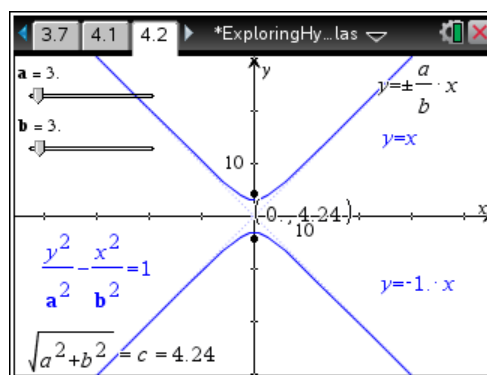 3.7 4.1 4.2 *ExploringHy...las
a = 3.
b = 3.
y
y=±a/b · x
y=x
10
(-0., 4.24)
x
10
y²/a² - x²/b² =1
y=-1. · x
√(a²+b²) = c = 4.24